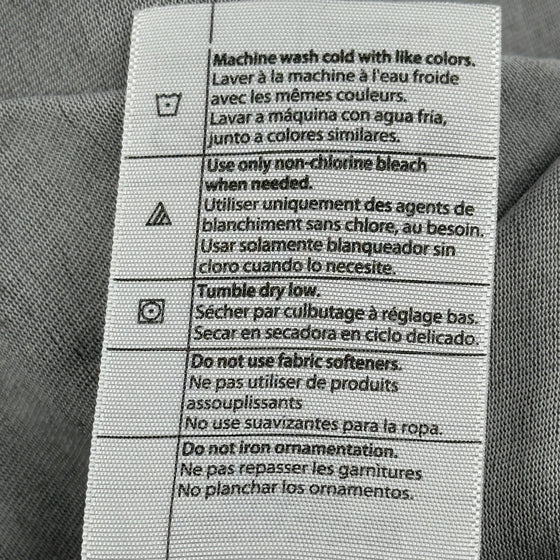 Machine wash cold with like colors.
Laver à la machine à l'eau froide
avec les mêmes couleurs.
Lavar a máquina con agua fría,
junto a colores similares.
Use only non-chlorine bleach
when needed.
Utiliser uniquement des agents de
blanchiment sans chlore, au besoin.
Usar solamente blanqueador sin
cloro cuando lo necesite.
Tumble dry low.
Sécher par culbutage à réglage bas.
Secar en secadora en ciclo delicado.
Do not use fabric softeners.
Ne pas utiliser de produits
assouplissants
No use suavizantes para la ropa.
Do not iron ornamentation.
Ne pas repasser les garnitures
No planchar los ornamentos.